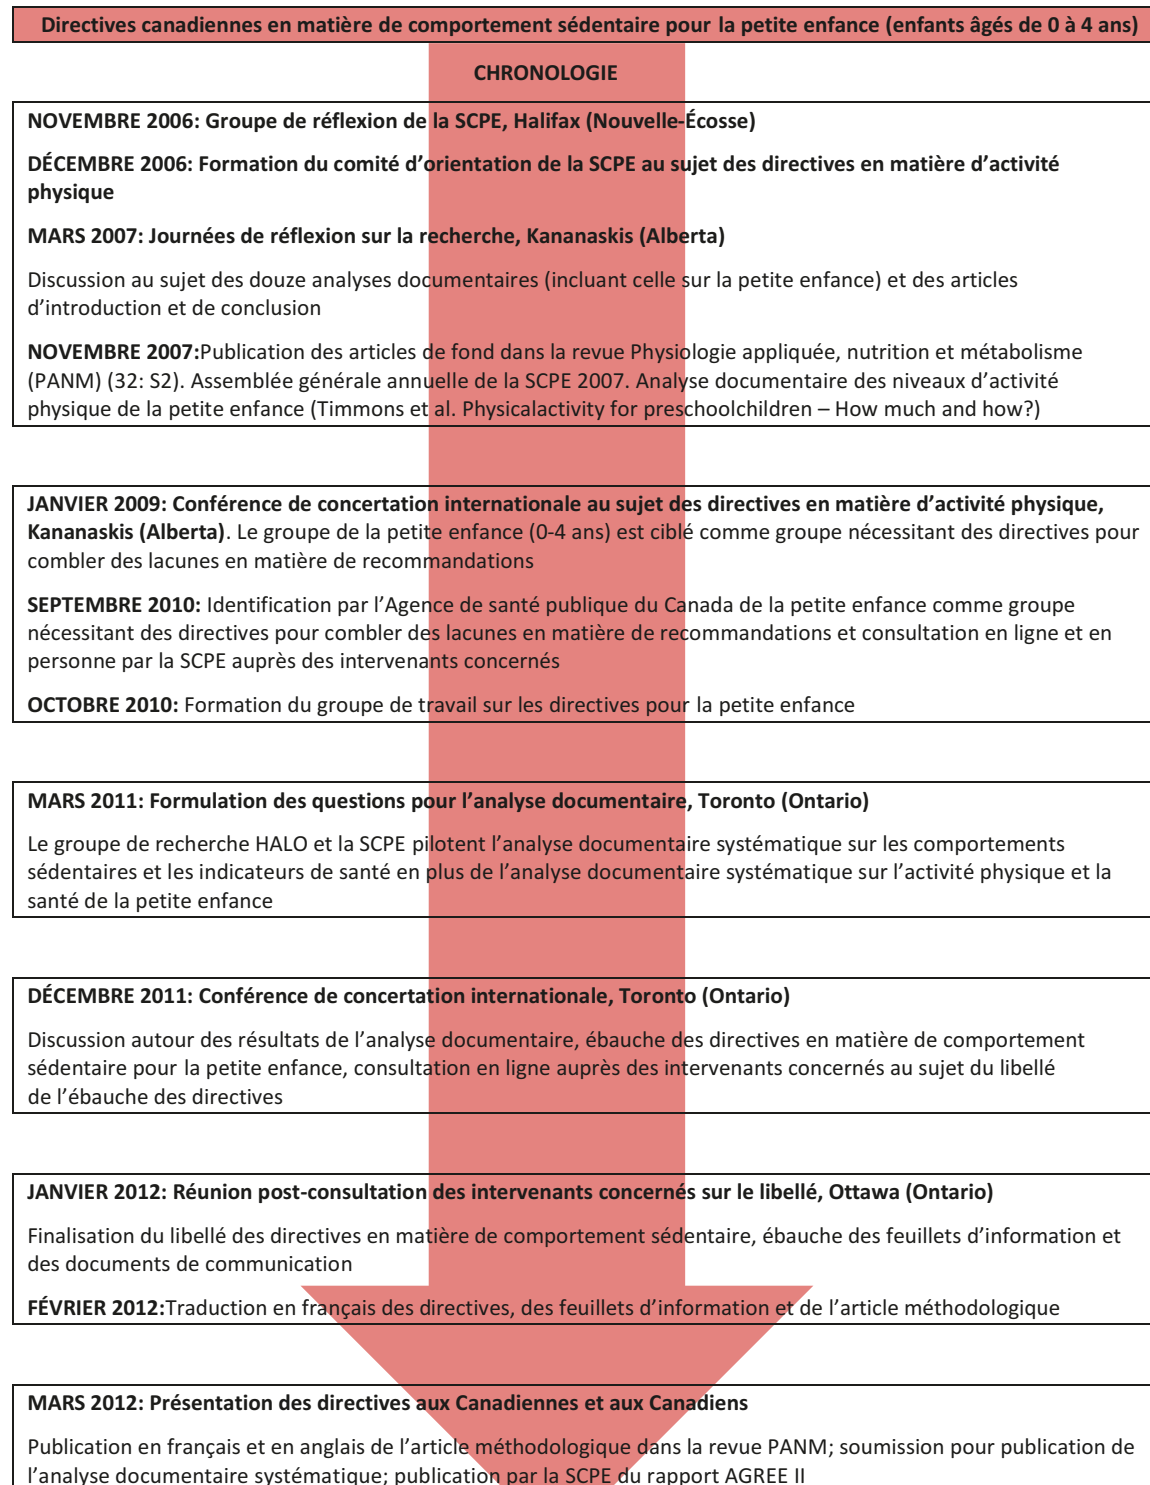 Directives canadiennes en matière de comportement sédentaire pour la petite enfance (enfants âgés de 0 à 4 ans)
CHRONOLOGIE
NOVEMBRE 2006: Groupe de réflexion de la SCPE, Halifax (Nouvelle-Écosse)
DÉCEMBRE 2006: Formation du comité d'orientation de la SCPE au sujet des directives en matière d'activité
physique
MARS 2007: Journées de réflexion sur la recherche, Kananaskis (Alberta)
Discussion au sujet des douze analyses documentaires (incluant celle sur la petite enfance) et des articles
d'introduction et de conclusion
NOVEMBRE 2007:Publication des articles de fond dans la revue Physiologie appliquée, nutrition et métabolisme
(PANM) (32: S2). Assemblée générale annuelle de la SCPE 2007. Analyse documentaire des niveaux d'activité
physique de la petite enfance (Timmons et al. Physicalactivity for preschoolchildren – How much and how?)
JANVIER 2009: Conférence de concertation internationale au sujet des directives en matière d'activité physique,
Kananaskis (Alberta). Le groupe de la petite enfance (0-4 ans) est ciblé comme groupe nécessitant des directives pour
combler des lacunes en matière de recommandations
SEPTEMBRE 2010: Identification par l'Agence de santé publique du Canada de la petite enfance comme groupe
nécessitant des directives pour combler des lacunes en matière de recommandations et consultation en ligne et en
personne par la SCPE auprès des intervenants concernés
OCTOBRE 2010: Formation du groupe de travail sur les directives pour la petite enfance
MARS 2011: Formulation des questions pour l'analyse documentaire, Toronto (Ontario)
Le groupe de recherche HALO et la SCPE pilotent l'analyse documentaire systématique sur les comportements
sédentaires et les indicateurs de santé en plus de l'analyse documentaire systématique sur l'activité physique et la
santé de la petite enfance
DÉCEMBRE 2011: Conférence de concertation internationale, Toronto (Ontario)
Discussion autour des résultats de l'analyse documentaire, ébauche des directives en matière de comportement
sédentaire pour la petite enfance, consultation en ligne auprès des intervenants concernés au sujet du libellé
de l'ébauche des directives
JANVIER 2012: Réunion post-consultation des intervenants concernés sur le libellé, Ottawa (Ontario)
Finalisation du libellé des directives en matière de comportement sédentaire, ébauche des feuillets d'information et
des documents de communication
FÉVRIER 2012:Traduction en français des directives, des feuillets d'information et de l'article méthodologique
MARS 2012: Présentation des directives aux Canadiennes et aux Canadiens
Publication en français et en anglais de l'article méthodologique dans la revue PANM; soumission pour publication de
l'analyse documentaire systématique; publication par la SCPE du rapport AGREE II